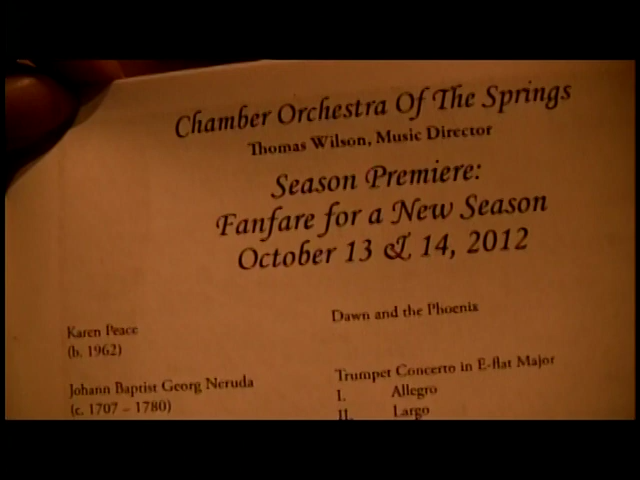 Chamber Orchestra Of The Springs
Thomas Wilson, Music Director
Season Premiere:
Fanfare for a New Season
October 13 & 14, 2012
Karen Peace
(b. 1962)
Dawn and the Phoenix
Johann Baptist Georg Neruda
(c. 1707 – 1780)
Trumpet Concerto in E-flat Major
I. Allegro
II. Largo